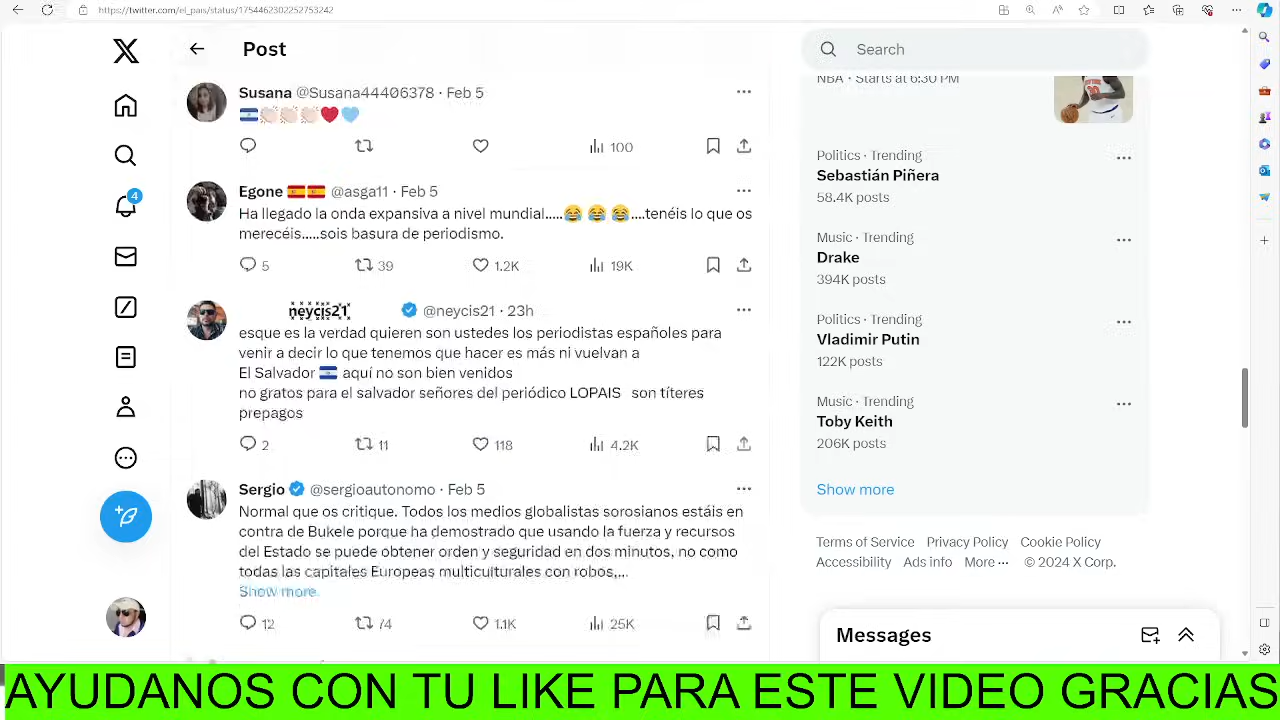 https://twitter.com/el_pais/status/1754462302252753242
Post
Search
Susana @Susana44406378 · Feb 5
🇸🇻👏🏻👏🏻👏🏻❤️🩵
100
Egone 🇪🇸🇪🇸 @asga11 · Feb 5
Ha llegado la onda expansiva a nivel mundial.....😂😂😂....tenéis lo que os
merecéis.....sois basura de periodismo.
5 39 1.2K 19K
neycis21 @neycis21 · 23h
esque es la verdad quieren son ustedes los periodistas españoles para
venir a decir lo que tenemos que hacer es más ni vuelvan a
El Salvador 🇸🇻 aquí no son bien venidos
no gratos para el salvador señores del periódico LOPAIS son títeres
prepagos
2 11 118 4.2K
Sergio @sergioautonomo · Feb 5
Normal que os critique. Todos los medios globalistas sorosianos estáis en
contra de Bukele porque ha demostrado que usando la fuerza y recursos
del Estado se puede obtener orden y seguridad en dos minutos, no como
todas las capitales Europeas multiculturales con robos,...
Show more
12 74 1.1K 25K
4
NBA · Starts at 6:30 PM
Politics · Trending
Sebastián Piñera
58.4K posts
Music · Trending
Drake
394K posts
Politics · Trending
Vladimir Putin
122K posts
Music · Trending
Toby Keith
206K posts
Show more
Terms of Service Privacy Policy Cookie Policy
Accessibility Ads info More ··· © 2024 X Corp.
Messages
AYUDANOS CON TU LIKE PARA ESTE VIDEO GRACIAS